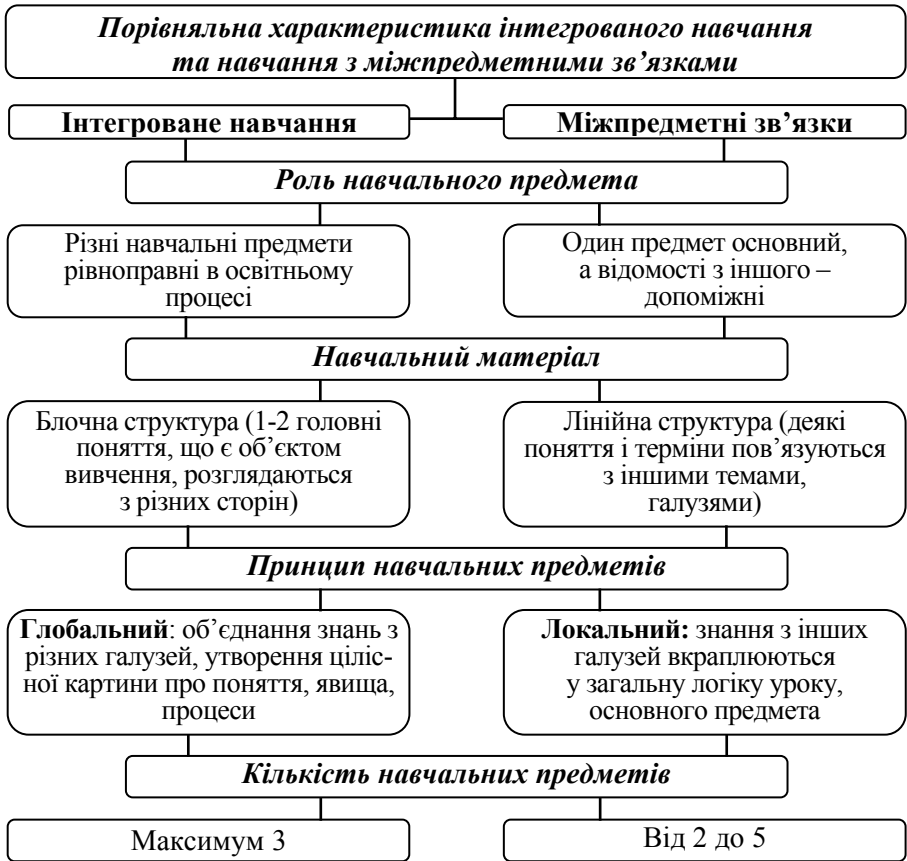 Порівняльна характеристика інтегрованого навчання
та навчання з міжпредметними зв’язками
Інтегроване навчання
Міжпредметні зв’язки
Роль навчального предмета
Різні навчальні предмети
рівноправні в освітньому
процесі
Один предмет основний,
а відомості з іншого –
допоміжні
Навчальний матеріал
Блочна структура (1-2 головні
поняття, що є об’єктом
вивчення, розглядаються
з різних сторін)
Лінійна структура (деякі
поняття і терміни пов’язуються
з іншими темами,
галузями)
Принцип навчальних предметів
Глобальний: об’єднання знань з
різних галузей, утворення ціліс-
ної картини про поняття, явища,
процеси
Локальний: знання з інших
галузей вкраплюються
у загальну логіку уроку,
основного предмета
Кількість навчальних предметів
Максимум 3
Від 2 до 5